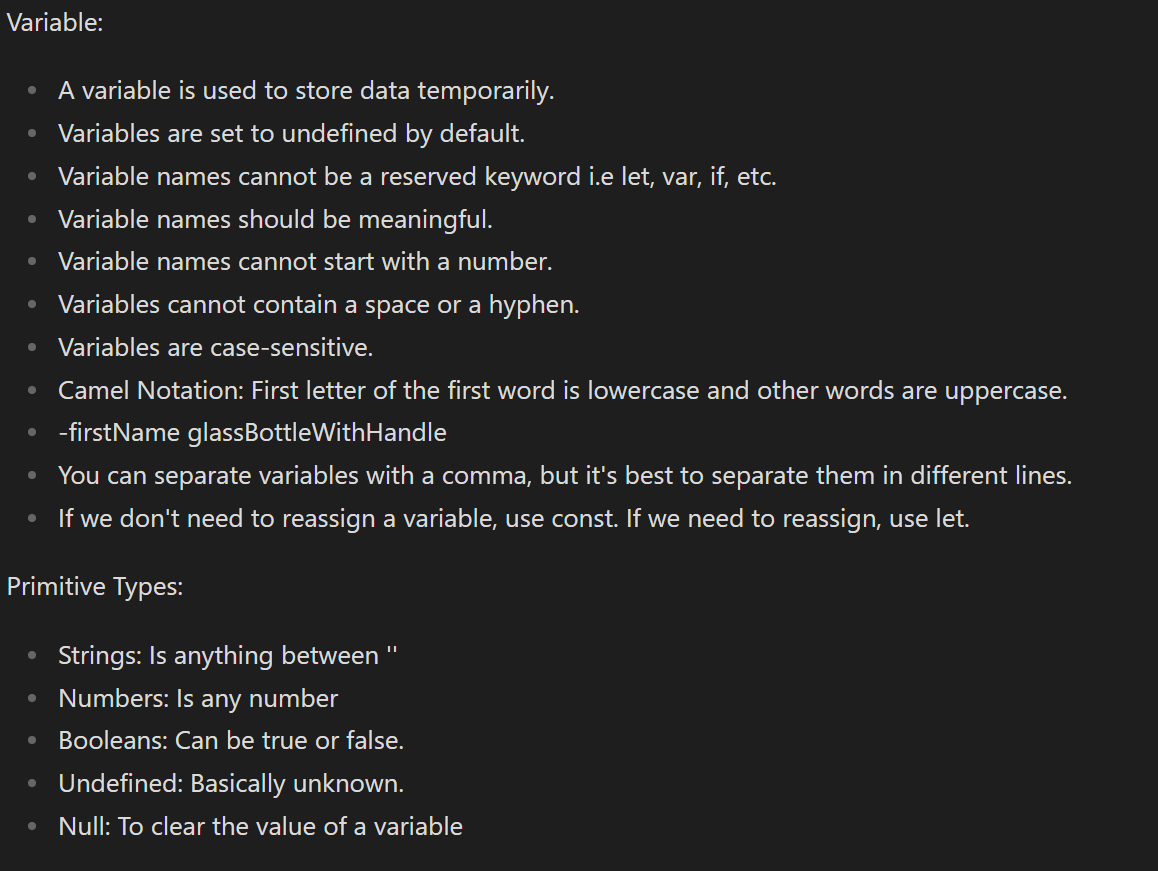 Variable:
A variable is used to store data temporarily.
Variables are set to undefined by default.
Variable names cannot be a reserved keyword i.e let, var, if, etc.
Variable names should be meaningful.
Variable names cannot start with a number.
Variables cannot contain a space or a hyphen.
Variables are case-sensitive.
Camel Notation: First letter of the first word is lowercase and other words are uppercase.
-firstName glassBottleWithHandle
You can separate variables with a comma, but it's best to separate them in different lines.
If we don't need to reassign a variable, use const. If we need to reassign, use let.
Primitive Types:
Strings: Is anything between ''
Numbers: Is any number
Booleans: Can be true or false.
Undefined: Basically unknown.
Null: To clear the value of a variable